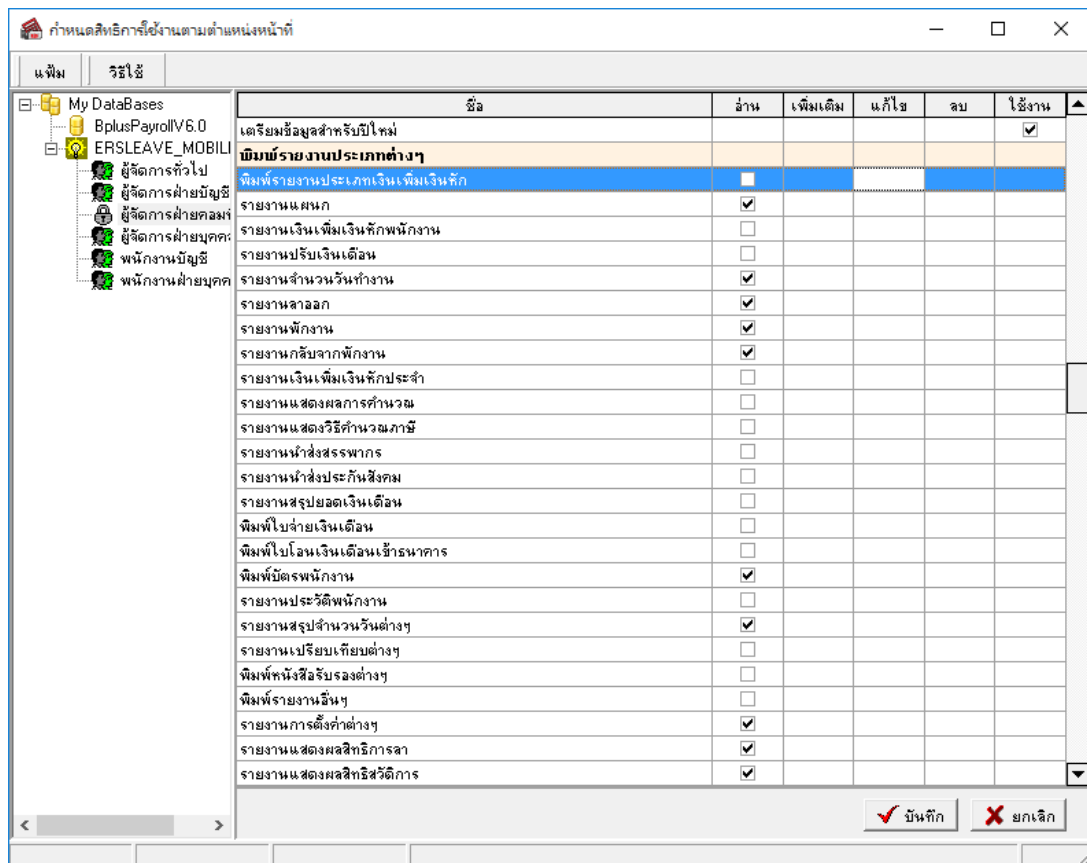 กำหนดสิทธิการใช้งานตามตำแหน่งหน้าที่
แฟ้ม วิธีใช้
My DataBases
BplusPayrollV6.0
ERSLEAVE_MOBILI
ผู้จัดการทั่วไป
ผู้จัดการฝ่ายบัญชี
ผู้จัดการฝ่ายคอมพ์
ผู้จัดการฝ่ายบุคค
พนักงานบัญชี
พนักงานฝ่ายบุคค
ชื่อ อ่าน เพิ่มเติม แก้ไข ลบ ใช้งาน
เตรียมข้อมูลสำหรับปีใหม่
พิมพ์รายงานประเภทต่างๆ
พิมพ์รายงานประเภทเงินเพิ่มเงินหัก
รายงานแผนก
รายงานเงินเพิ่มเงินหักพนักงาน
รายงานปรับเงินเดือน
รายงานจำนวนวันทำงาน
รายงานลาออก
รายงานพักงาน
รายงานกลับจากพักงาน
รายงานเงินเพิ่มเงินหักประจำ
รายงานแสดงผลการคำนวณ
รายงานแสดงวิธีคำนวณภาษี
รายงานนำส่งสรรพากร
รายงานนำส่งประกันสังคม
รายงานสรุปยอดเงินเดือน
พิมพ์ใบจ่ายเงินเดือน
พิมพ์ใบโอนเงินเดือนเข้าธนาคาร
พิมพ์บัตรพนักงาน
รายงานประวัติพนักงาน
รายงานสรุปจำนวนวันต่างๆ
รายงานเปรียบเทียบต่างๆ
พิมพ์หนังสือรับรองต่างๆ
พิมพ์รายงานอื่นๆ
รายงานการตั้งค่าต่างๆ
รายงานแสดงผลสิทธิการลา
รายงานแสดงผลสิทธิสวัติการ
บันทึก ยกเลิก